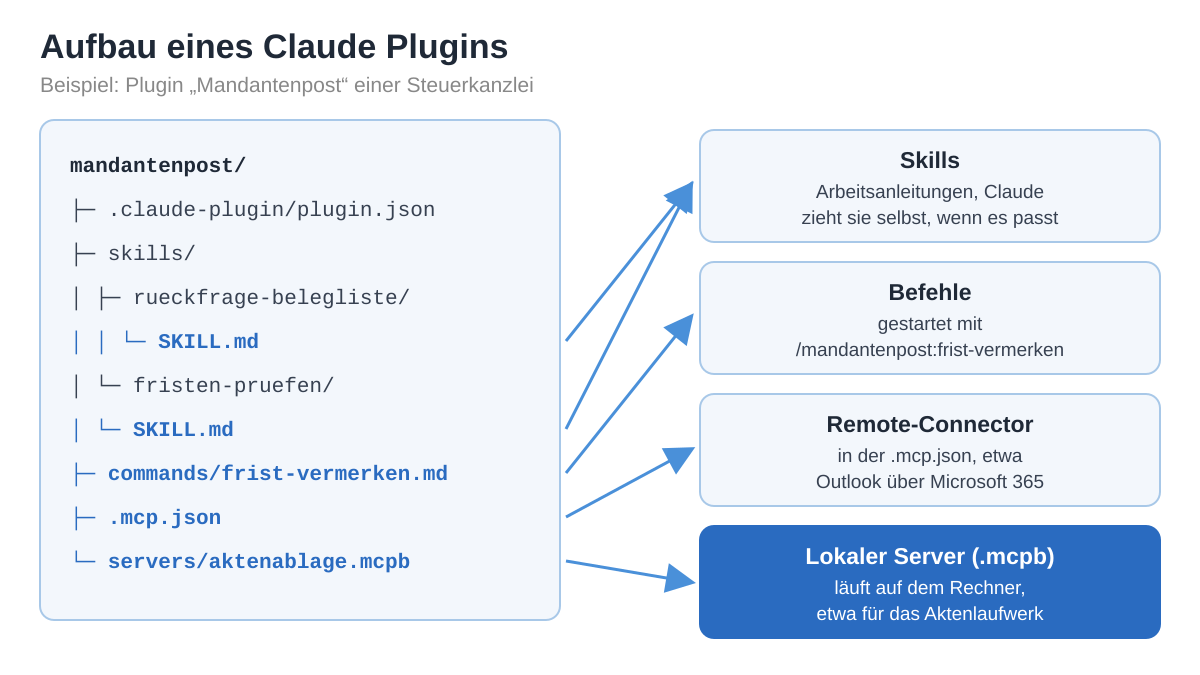 Aufbau eines Claude Plugins
Beispiel: Plugin „Mandantenpost“ einer Steuerkanzlei
mandantenpost/
├─ .claude-plugin/plugin.json
├─ skills/
│ ├─ rueckfrage-belegliste/
│ │ └─ SKILL.md
│ └─ fristen-pruefen/
│ └─ SKILL.md
├─ commands/frist-vermerken.md
├─ .mcp.json
└─ servers/aktenablage.mcpb
Skills
Arbeitsanleitungen, Claude
zieht sie selbst, wenn es passt
Befehle
gestartet mit
/mandantenpost:frist-vermerken
Remote-Connector
in der .mcp.json, etwa
Outlook über Microsoft 365
Lokaler Server (.mcpb)
läuft auf dem Rechner,
etwa für das Aktenlaufwerk